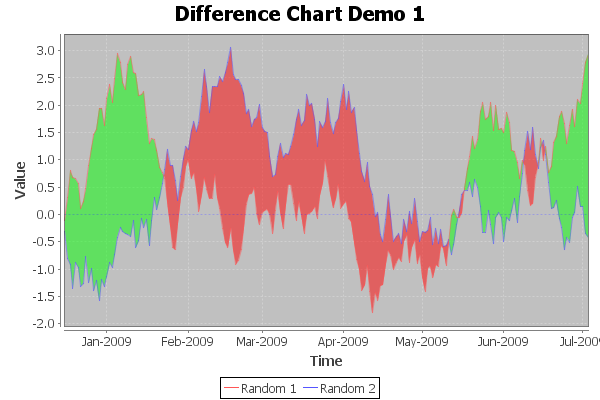 Difference Chart Demo 1
Value
3.0
2.5
2.0
1.5
1.0
0.5
0.0
-0.5
-1.0
-1.5
-2.0
Jan-2009 Feb-2009 Mar-2009 Apr-2009 May-2009 Jun-2009 Jul-2009
Time
Random 1 Random 2